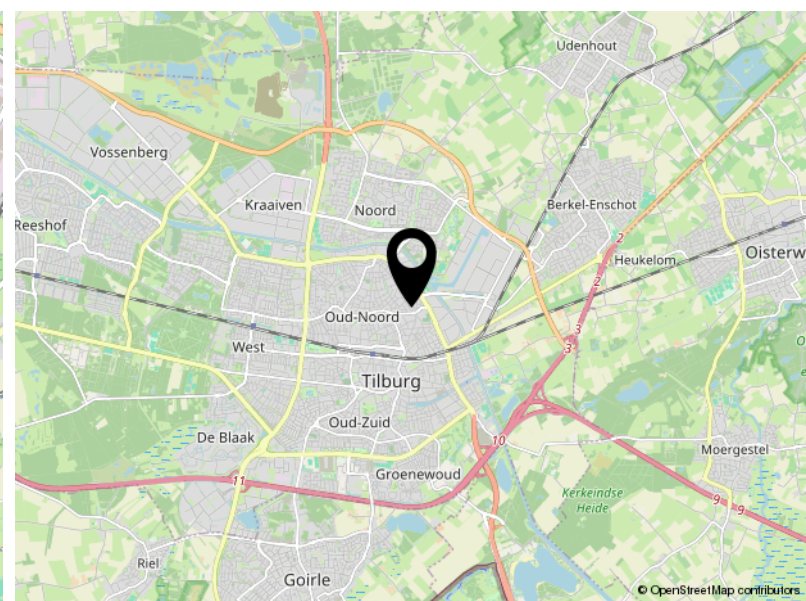 Udenhout
Vossenberg
Kraaiven
Noord
Berkel-Enschot
Reeshof
2
Heukelom
Oisterw
2
Oud-Noord
3
3
West
Tilburg
Oud-Zuid
De Blaak
10
Moergestel
Groenewoud
11
Kerkeindse
Heide
9
9
Riel
Goirle
© OpenStreetMap contributors